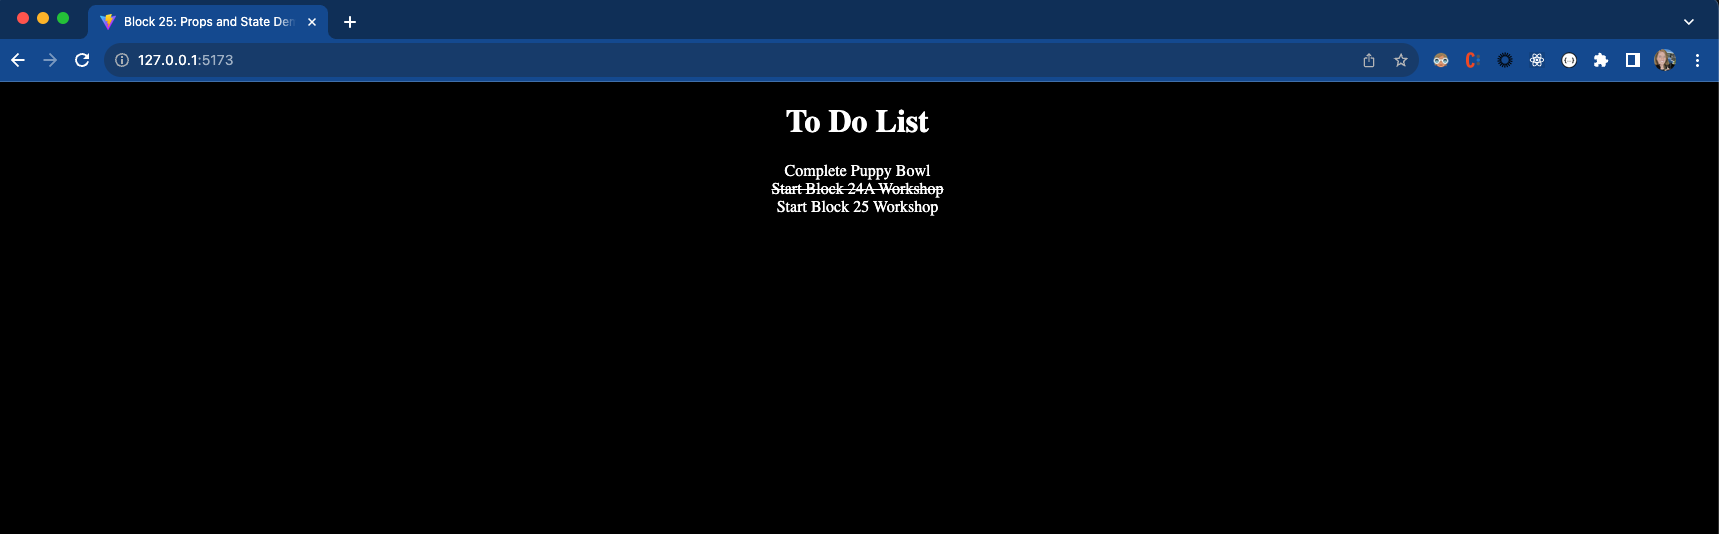 Block 25: Props and State Den
127.0.0.1:5173
To Do List
Complete Puppy Bowl
Start Block 24A Workshop
Start Block 25 Workshop